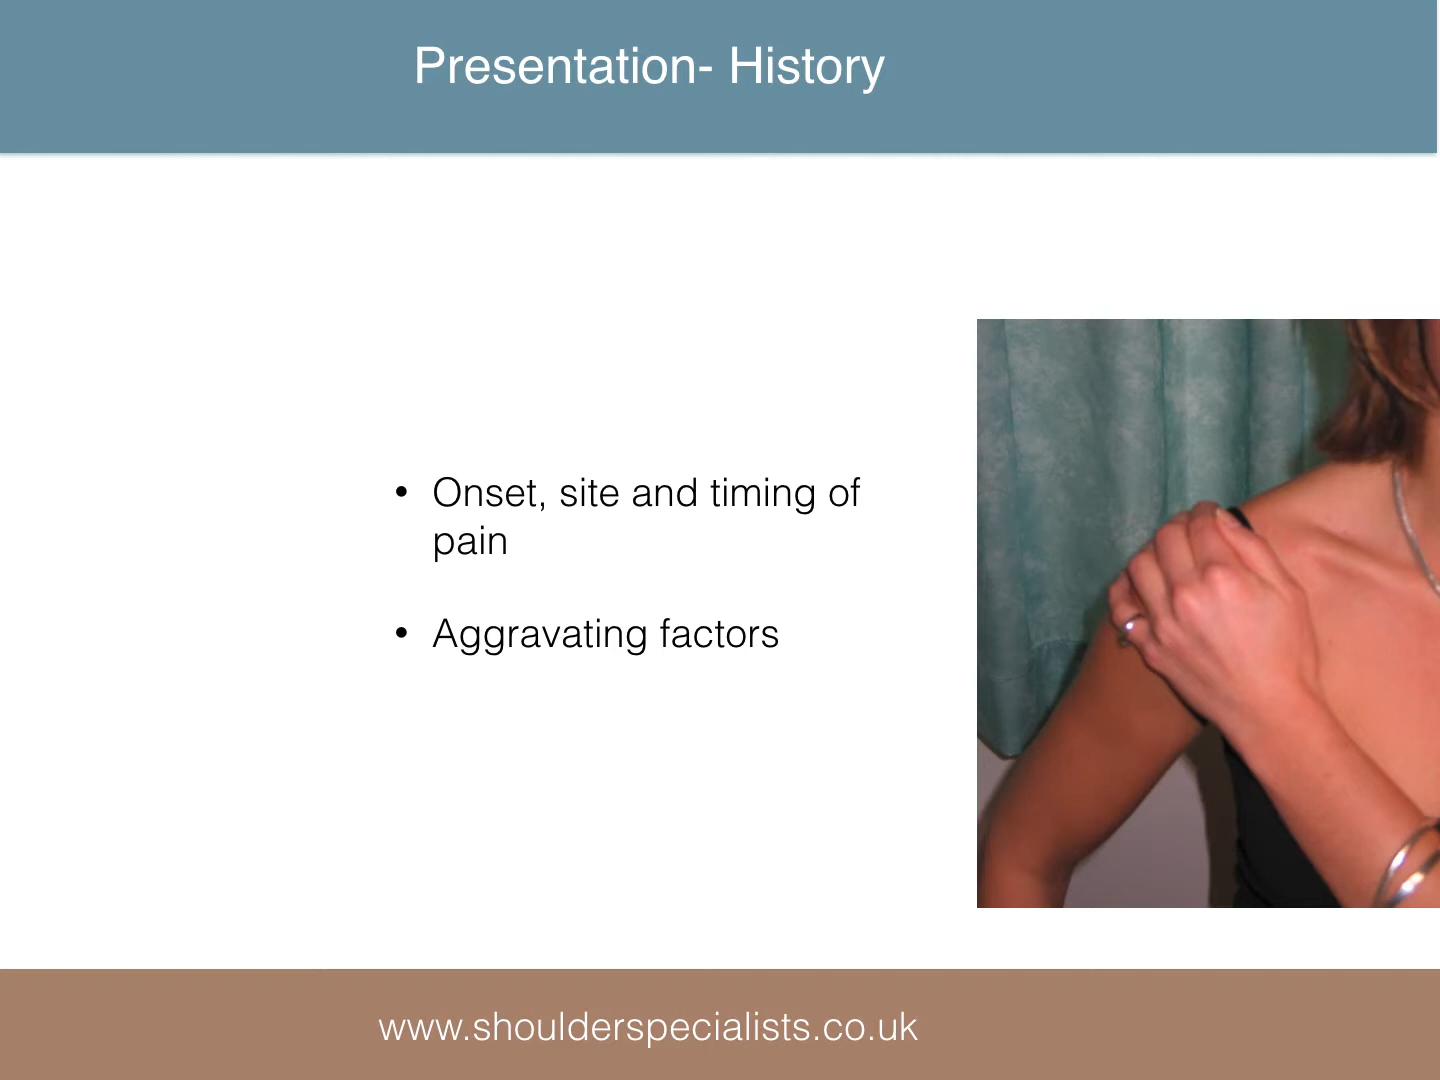 Presentation- History
• Onset, site and timing of
pain
• Aggravating factors
www.shoulderspecialists.co.uk